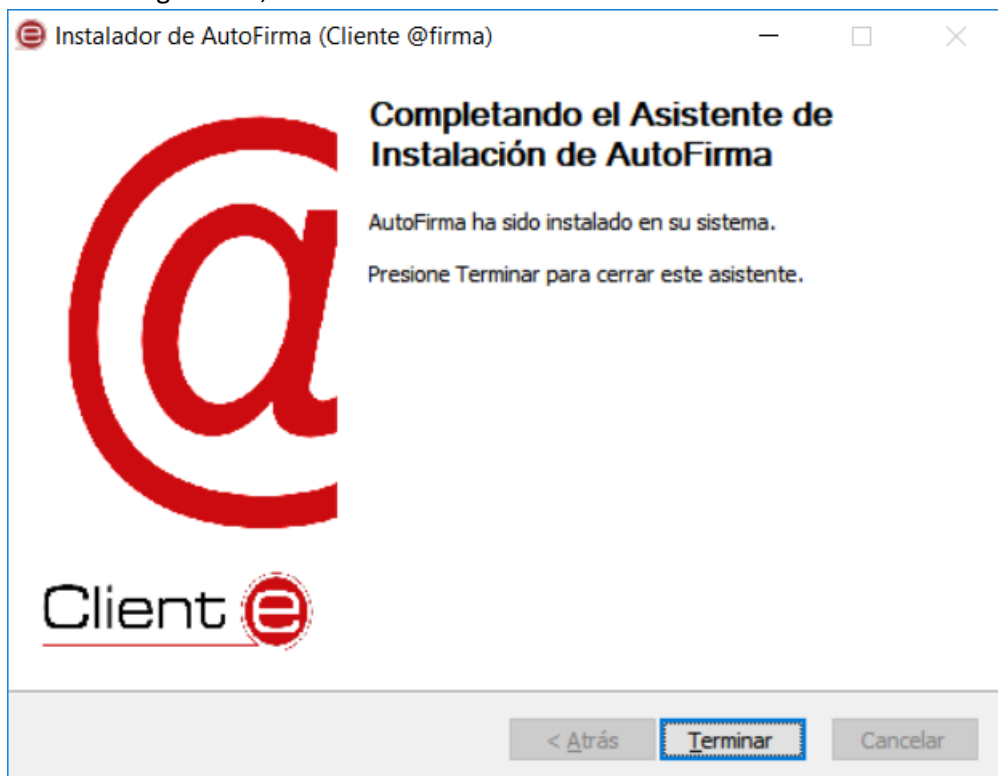 Instalador de AutoFirma (Cliente @firma)
Completando el Asistente de
Instalación de AutoFirma
AutoFirma ha sido instalado en su sistema.
Presione Terminar para cerrar este asistente.
@
Client e
< Atrás Terminar Cancelar